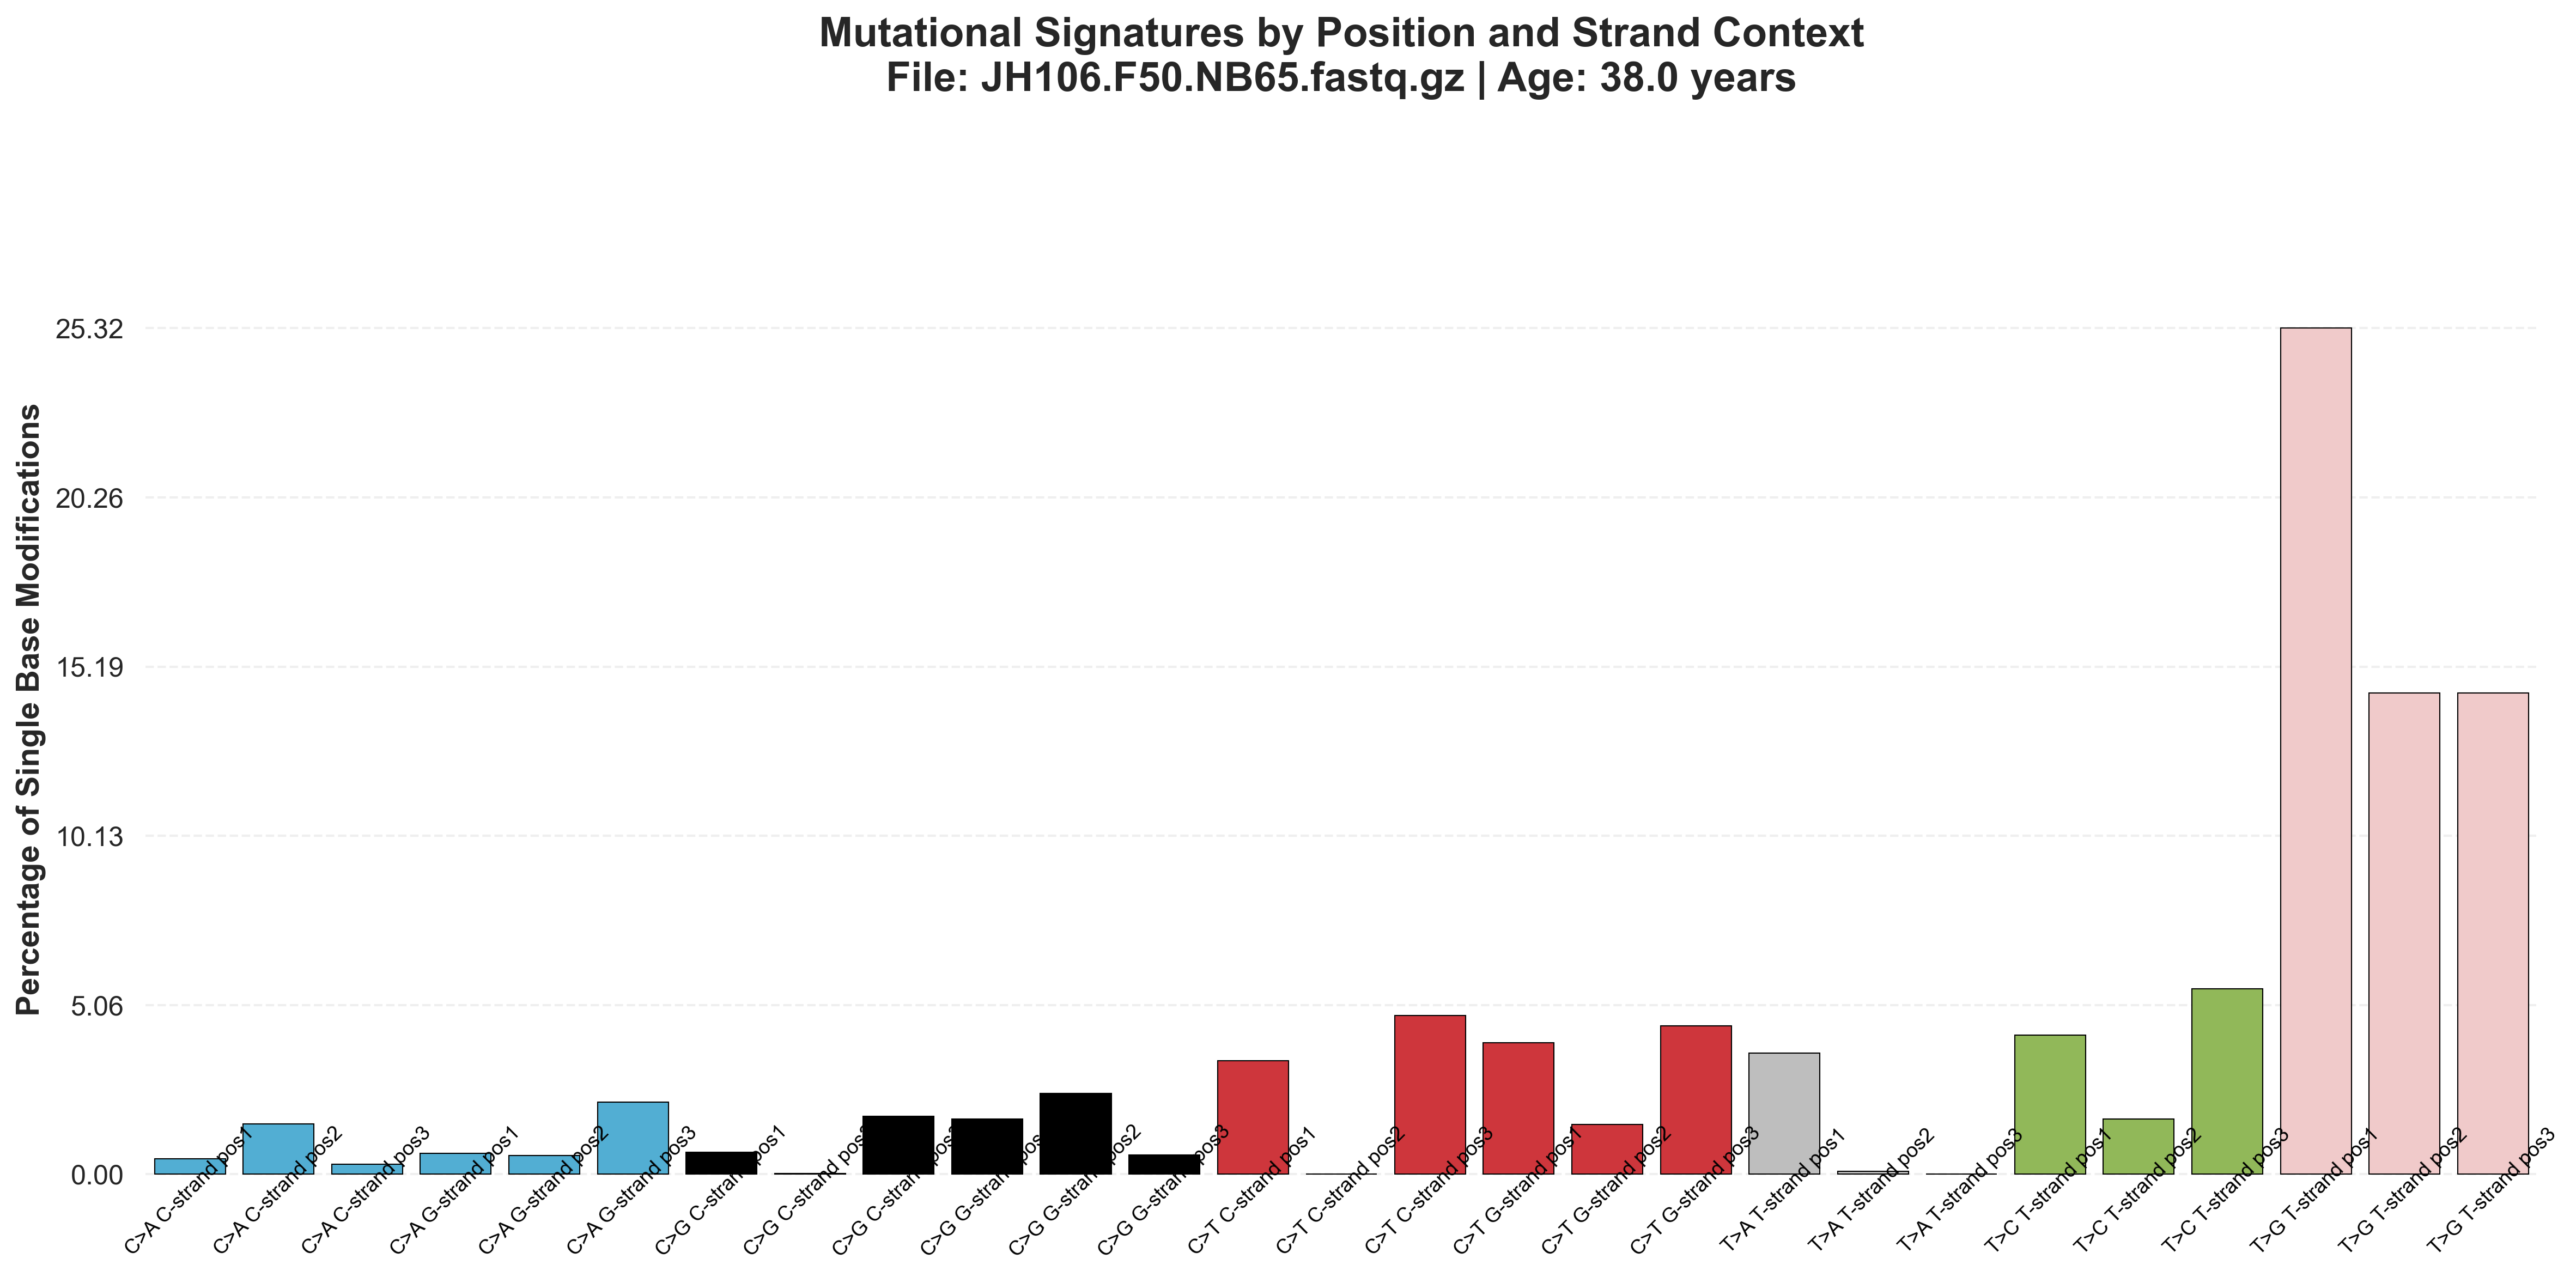 Mutational Signatures by Position and Strand Context
File: JH106.F50.NB65.fastq.gz | Age: 38.0 years
Percentage of Single Base Modifications
25.32
20.26
15.19
10.13
5.06
0.00
C>A C-strand pos1
C>A C-strand pos2
C>A C-strand pos3
C>A G-strand pos1
C>A G-strand pos2
C>A G-strand pos3
C>G C-strand pos1
C>G C-strand pos2
C>G C-strand pos3
C>G G-strand pos1
C>G G-strand pos2
C>G G-strand pos3
C>T C-strand pos1
C>T C-strand pos2
C>T C-strand pos3
C>T G-strand pos1
C>T G-strand pos2
C>T G-strand pos3
T>A T-strand pos1
T>A T-strand pos2
T>A T-strand pos3
T>C T-strand pos1
T>C T-strand pos2
T>C T-strand pos3
T>G T-strand pos1
T>G T-strand pos2
T>G T-strand pos3